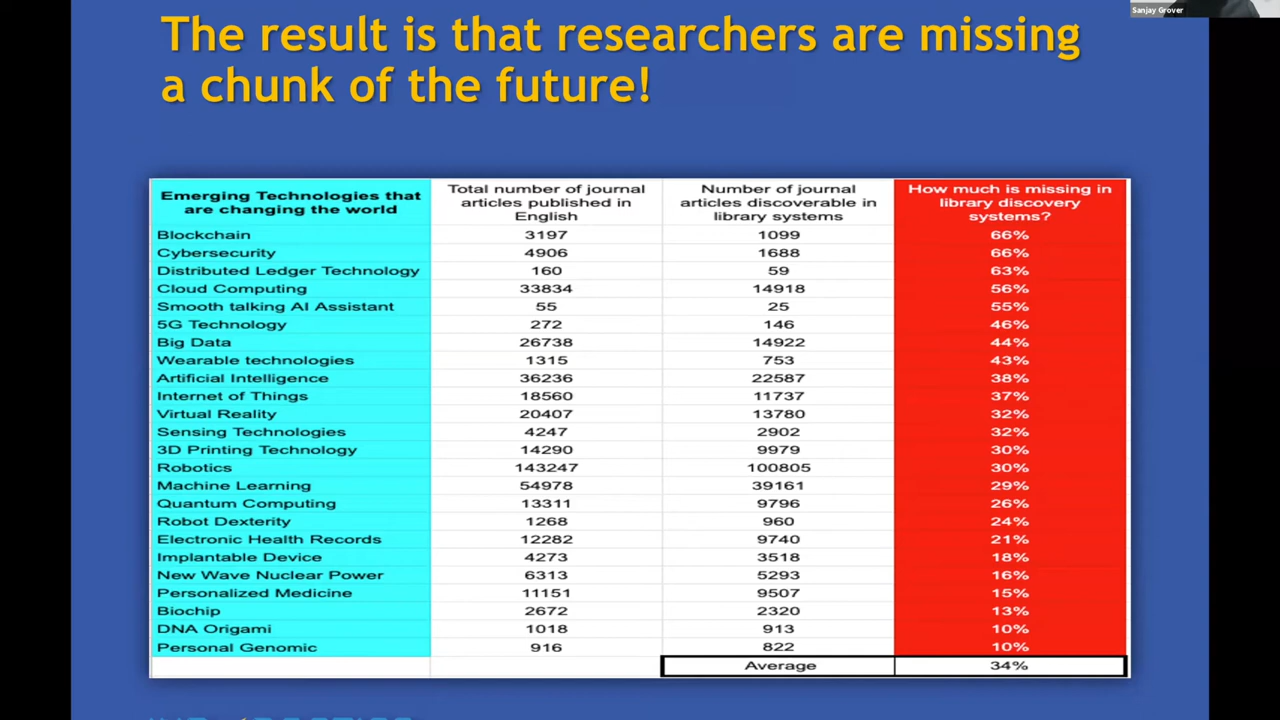 Sanjay Grover
The result is that researchers are missing
a chunk of the future!
Emerging Technologies that are changing the world Total number of journal articles published in English Number of journal articles discoverable in library systems How much is missing in library discovery systems?
Blockchain 3197 1099 66%
Cybersecurity 4906 1688 66%
Distributed Ledger Technology 160 59 63%
Cloud Computing 33834 14918 56%
Smooth talking AI Assistant 55 25 55%
5G Technology 272 146 46%
Big Data 26738 14922 44%
Wearable technologies 1315 753 43%
Artificial Intelligence 36236 22587 38%
Internet of Things 18560 11737 37%
Virtual Reality 20407 13780 32%
Sensing Technologies 4247 2902 32%
3D Printing Technology 14290 9979 30%
Robotics 143247 100805 30%
Machine Learning 54978 39161 29%
Quantum Computing 13311 9796 26%
Robot Dexterity 1268 960 24%
Electronic Health Records 12282 9740 21%
Implantable Device 4273 3518 18%
New Wave Nuclear Power 6313 5293 16%
Personalized Medicine 11151 9507 15%
Biochip 2672 2320 13%
DNA Origami 1018 913 10%
Personal Genomic 916 822 10%
Average 34%